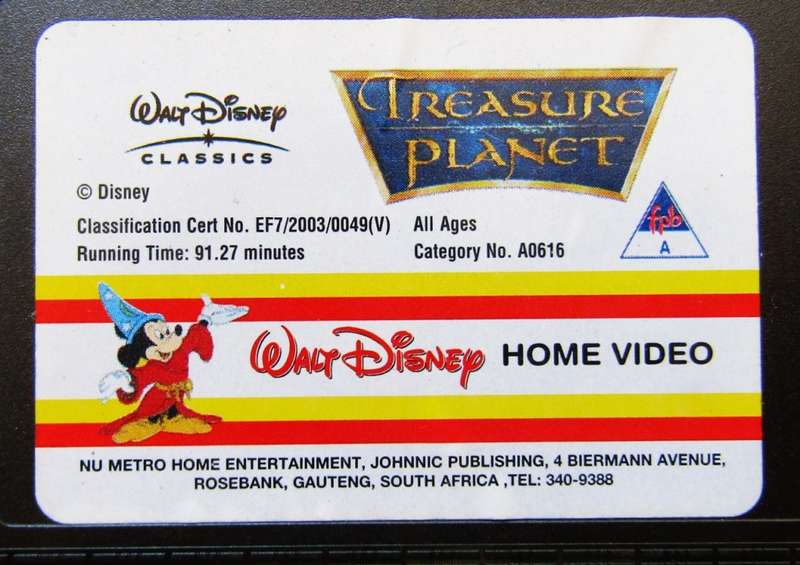 WALT DISNEY
CLASSICS
TREASURE
PLANET
© Disney
Classification Cert No. EF7/2003/0049(V) All Ages
Running Time: 91.27 minutes Category No. A0616
fpb
A
WALT DISNEY HOME VIDEO
NU METRO HOME ENTERTAINMENT, JOHNNIC PUBLISHING, 4 BIERMANN AVENUE,
ROSEBANK, GAUTENG, SOUTH AFRICA ,TEL: 340-9388